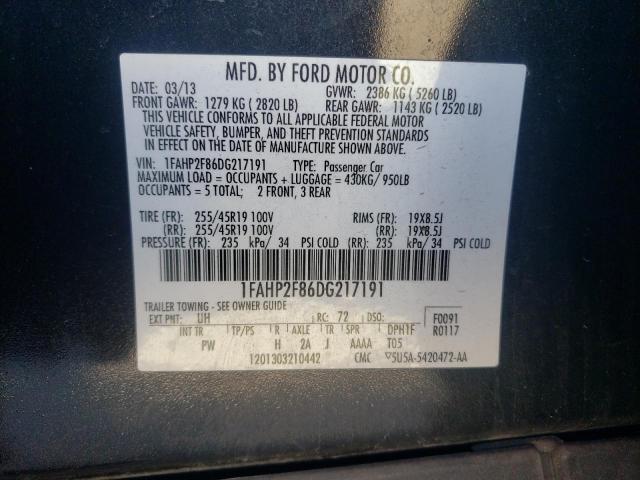 MFD. BY FORD MOTOR CO.
DATE: 03/13 GVWR: 2386 KG ( 5260 LB)
FRONT GAWR: 1279 KG ( 2820 LB) REAR GAWR: 1143 KG ( 2520 LB)
THIS VEHICLE CONFORMS TO ALL APPLICABLE FEDERAL MOTOR
VEHICLE SAFETY, BUMPER, AND THEFT PREVENTION STANDARDS
IN EFFECT ON THE DATE OF MANUFACTURE SHOWN ABOVE.
VIN: 1FAHP2F86DG217191 TYPE: Passenger Car
MAXIMUM LOAD = OCCUPANTS + LUGGAGE = 430KG/ 950LB
OCCUPANTS = 5 TOTAL; 2 FRONT, 3 REAR
TIRE (FR): 255/45R19 100V RIMS (FR): 19X8.5J
(RR): 255/45R19 100V (RR): 19X8.5J
PRESSURE (FR): 235 kPa/ 34 PSI COLD (RR): 235 kPa/ 34 PSI COLD
1FAHP2F86DG217191
TRAILER TOWING - SEE OWNER GUIDE
EXT PNT: UH RC: 72 DSO: F0091
INT TR TP/PS R AXLE TR SPR DPH1F R0117
PW H 2A J AAAA T05
1201303210442 CMC 5U5A-5420472-AA